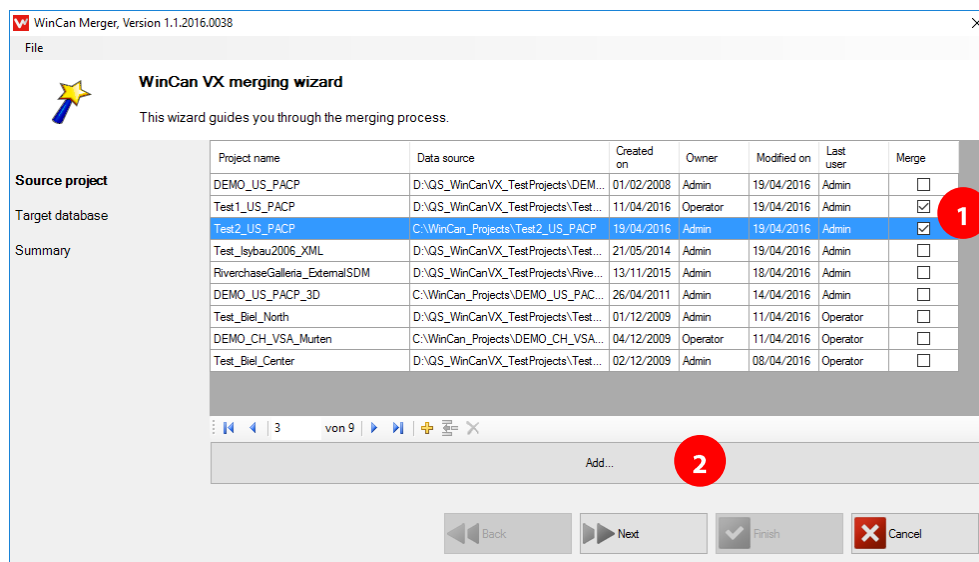 WinCan Merger, Version 1.1.2016.0038
File
WinCan VX merging wizard
This wizard guides you through the merging process.
Source project
Target database
Summary
Project name Data source Created on Owner Modified on Last user Merge
DEMO_US_PACP D:\QS_WinCanVX_TestProjects\DEM... 01/02/2008 Admin 19/04/2016 Admin
Test1_US_PACP D:\QS_WinCanVX_TestProjects\Test... 11/04/2016 Operator 19/04/2016 Admin
1
Test2_US_PACP C:\WinCan_Projects\Test2_US_PACP 19/04/2016 Admin 19/04/2016 Admin
Test_Isybau2006_XML D:\QS_WinCanVX_TestProjects\Test... 21/05/2014 Admin 19/04/2016 Admin
RiverchaseGalleria_ExternalSDM D:\QS_WinCanVX_TestProjects\Rive... 13/11/2015 Admin 18/04/2016 Admin
DEMO_US_PACP_3D C:\WinCan_Projects\DEMO_US_PAC... 26/04/2011 Admin 14/04/2016 Admin
Test_Biel_North D:\QS_WinCanVX_TestProjects\Test... 01/12/2009 Admin 11/04/2016 Operator
DEMO_CH_VSA_Murten C:\WinCan_Projects\DEMO_CH_VSA... 04/12/2009 Operator 11/04/2016 Operator
Test_Biel_Center D:\QS_WinCanVX_TestProjects\Test... 02/12/2009 Admin 08/04/2016 Operator
3 von 9
Add... 2
Back Next Finish Cancel